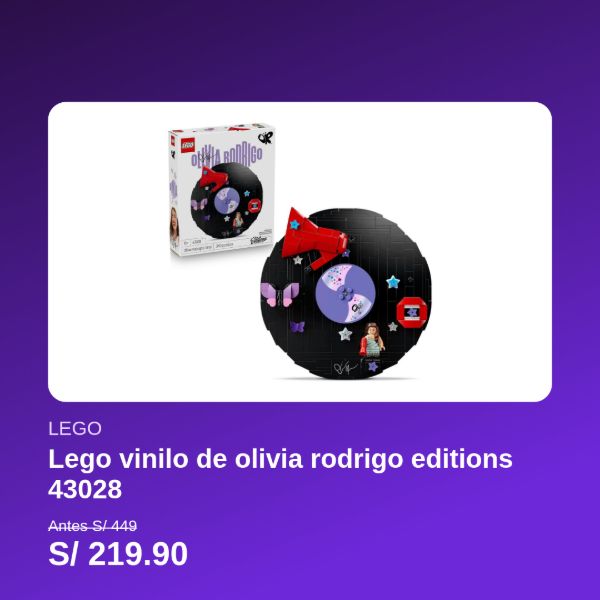 LEGO
OLIVIA RODRIGO
LEGO
Lego vinilo de olivia rodrigo editions
43028
Antes S/ 449
S/ 219.90